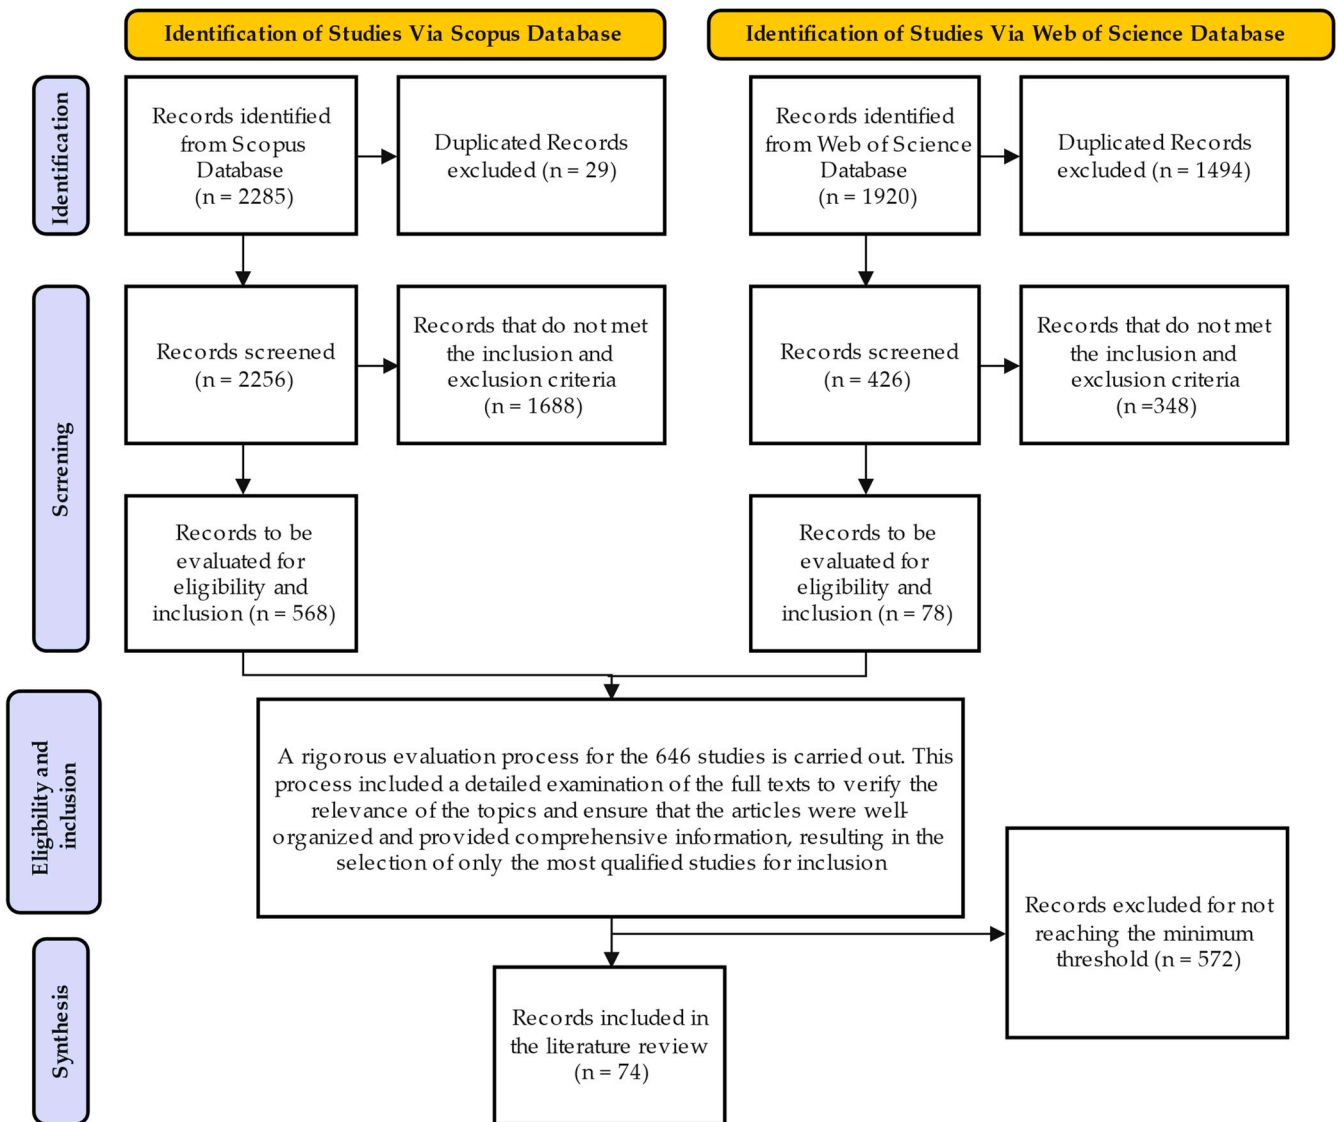 Identification of Studies Via Scopus Database
Identification of Studies Via Web of Science Database
Identification
Records identified
from Scopus
Database
(n = 2285)
Duplicated Records
excluded (n = 29)
Records identified
from Web of Science
Database
(n = 1920)
Duplicated Records
excluded (n = 1494)
Scrrening
Records screened
(n = 2256)
Records that do not met
the inclusion and
exclusion criteria
(n = 1688)
Records screened
(n = 426)
Records that do not met
the inclusion and
exclusion criteria
(n =348)
Records to be
evaluated for
eligibility and
inclusion (n = 568)
Records to be
evaluated for
eligibility and
inclusion (n = 78)
Eligibility and
inclusion
A rigorous evaluation process for the 646 studies is carried out. This
process included a detailed examination of the full texts to verify the
relevance of the topics and ensure that the articles were well-
organized and provided comprehensive information, resulting in the
selection of only the most qualified studies for inclusion
Records excluded for not
reaching the minimum
threshold (n = 572)
Synthesis
Records included in
the literature review
(n = 74)